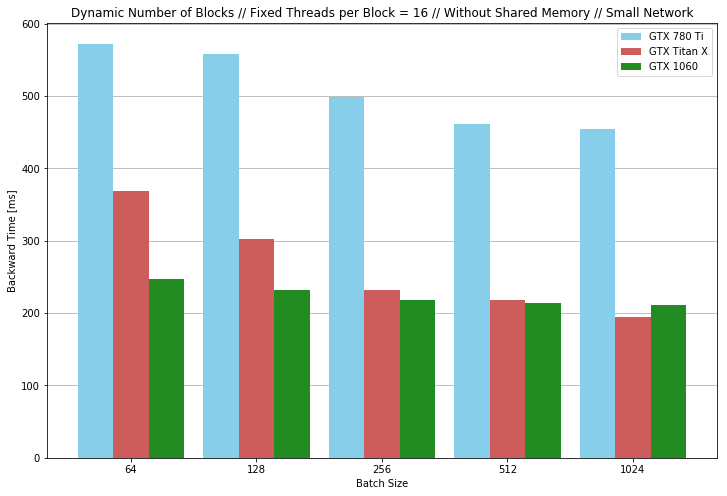 Dynamic Number of Blocks // Fixed Threads per Block = 16 // Without Shared Memory // Small Network
600
500
400
300
200
100
0
Backward Time [ms]
GTX 780 Ti
GTX Titan X
GTX 1060
64 128 256 512 1024
Batch Size